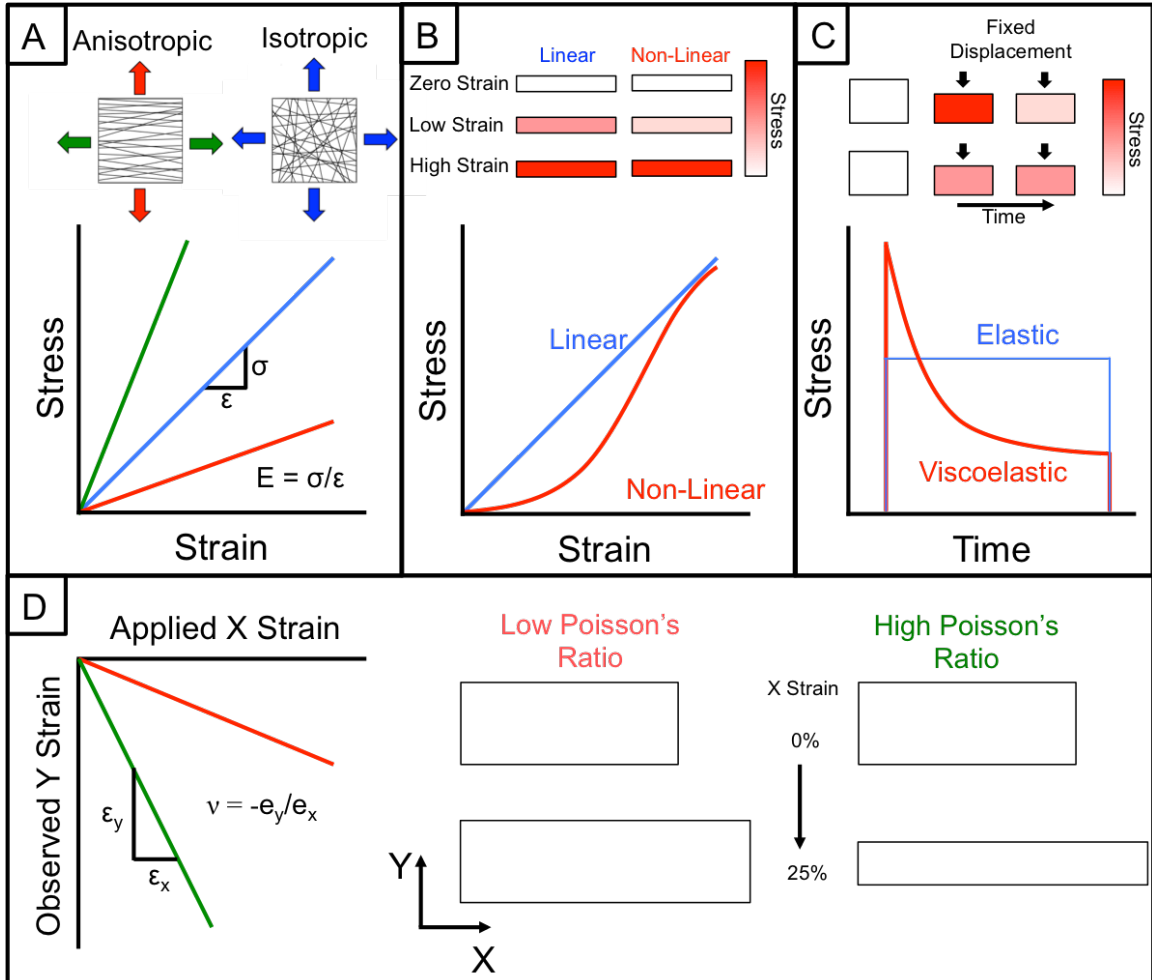 A
Anisotropic
Isotropic
Stress
σ
ε
E = σ/ε
Strain
B
Linear
Non-Linear
Zero Strain
Low Strain
High Strain
Stress
Stress
Linear
Non-Linear
Strain
C
Fixed
Displacement
Stress
Time
Stress
Elastic
Viscoelastic
Time
D
Applied X Strain
Observed Y Strain
εy
εx
ν = -ey/ex
Low Poisson's
Ratio
Y
X
X Strain
0%
25%
High Poisson's
Ratio